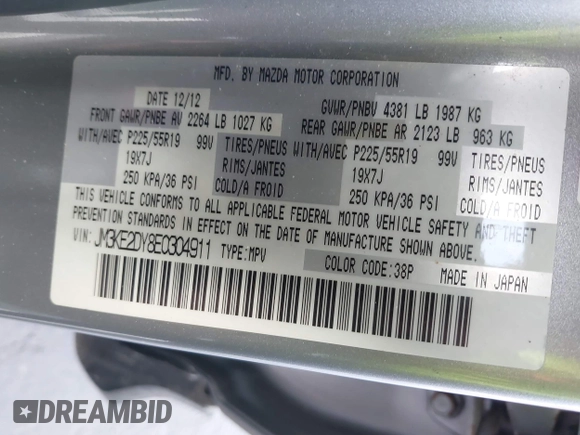 MFD. BY MAZDA MOTOR CORPORATION
DATE 12/12 GVWR/PNBV 4381 LB 1987 KG
FRONT GAWR/PNBE AV 2264 LB 1027 KG REAR GAWR/PNBE AR 2123 LB 963 KG
WITH/AVEC P225/55R19 99V TIRES/PNEUS WITH/AVEC P225/55R19 99V TIRES/PNEUS
19X7J RIMS/JANTES 19X7J RIMS/JANTES
250 KPA/36 PSI COLD/A FROID 250 KPA/36 PSI COLD/A FROID
THIS VEHICLE CONFORMS TO ALL APPLICABLE FEDERAL MOTOR VEHICLE SAFETY AND THEFT
PREVENTION STANDARDS IN EFFECT ON THE DATE OF MANUFACTURE SHOWN ABOVE.
VIN: JM3KE2DY8E0304911 TYPE:MPV COLOR CODE:38P MADE IN JAPAN
DREAMBID